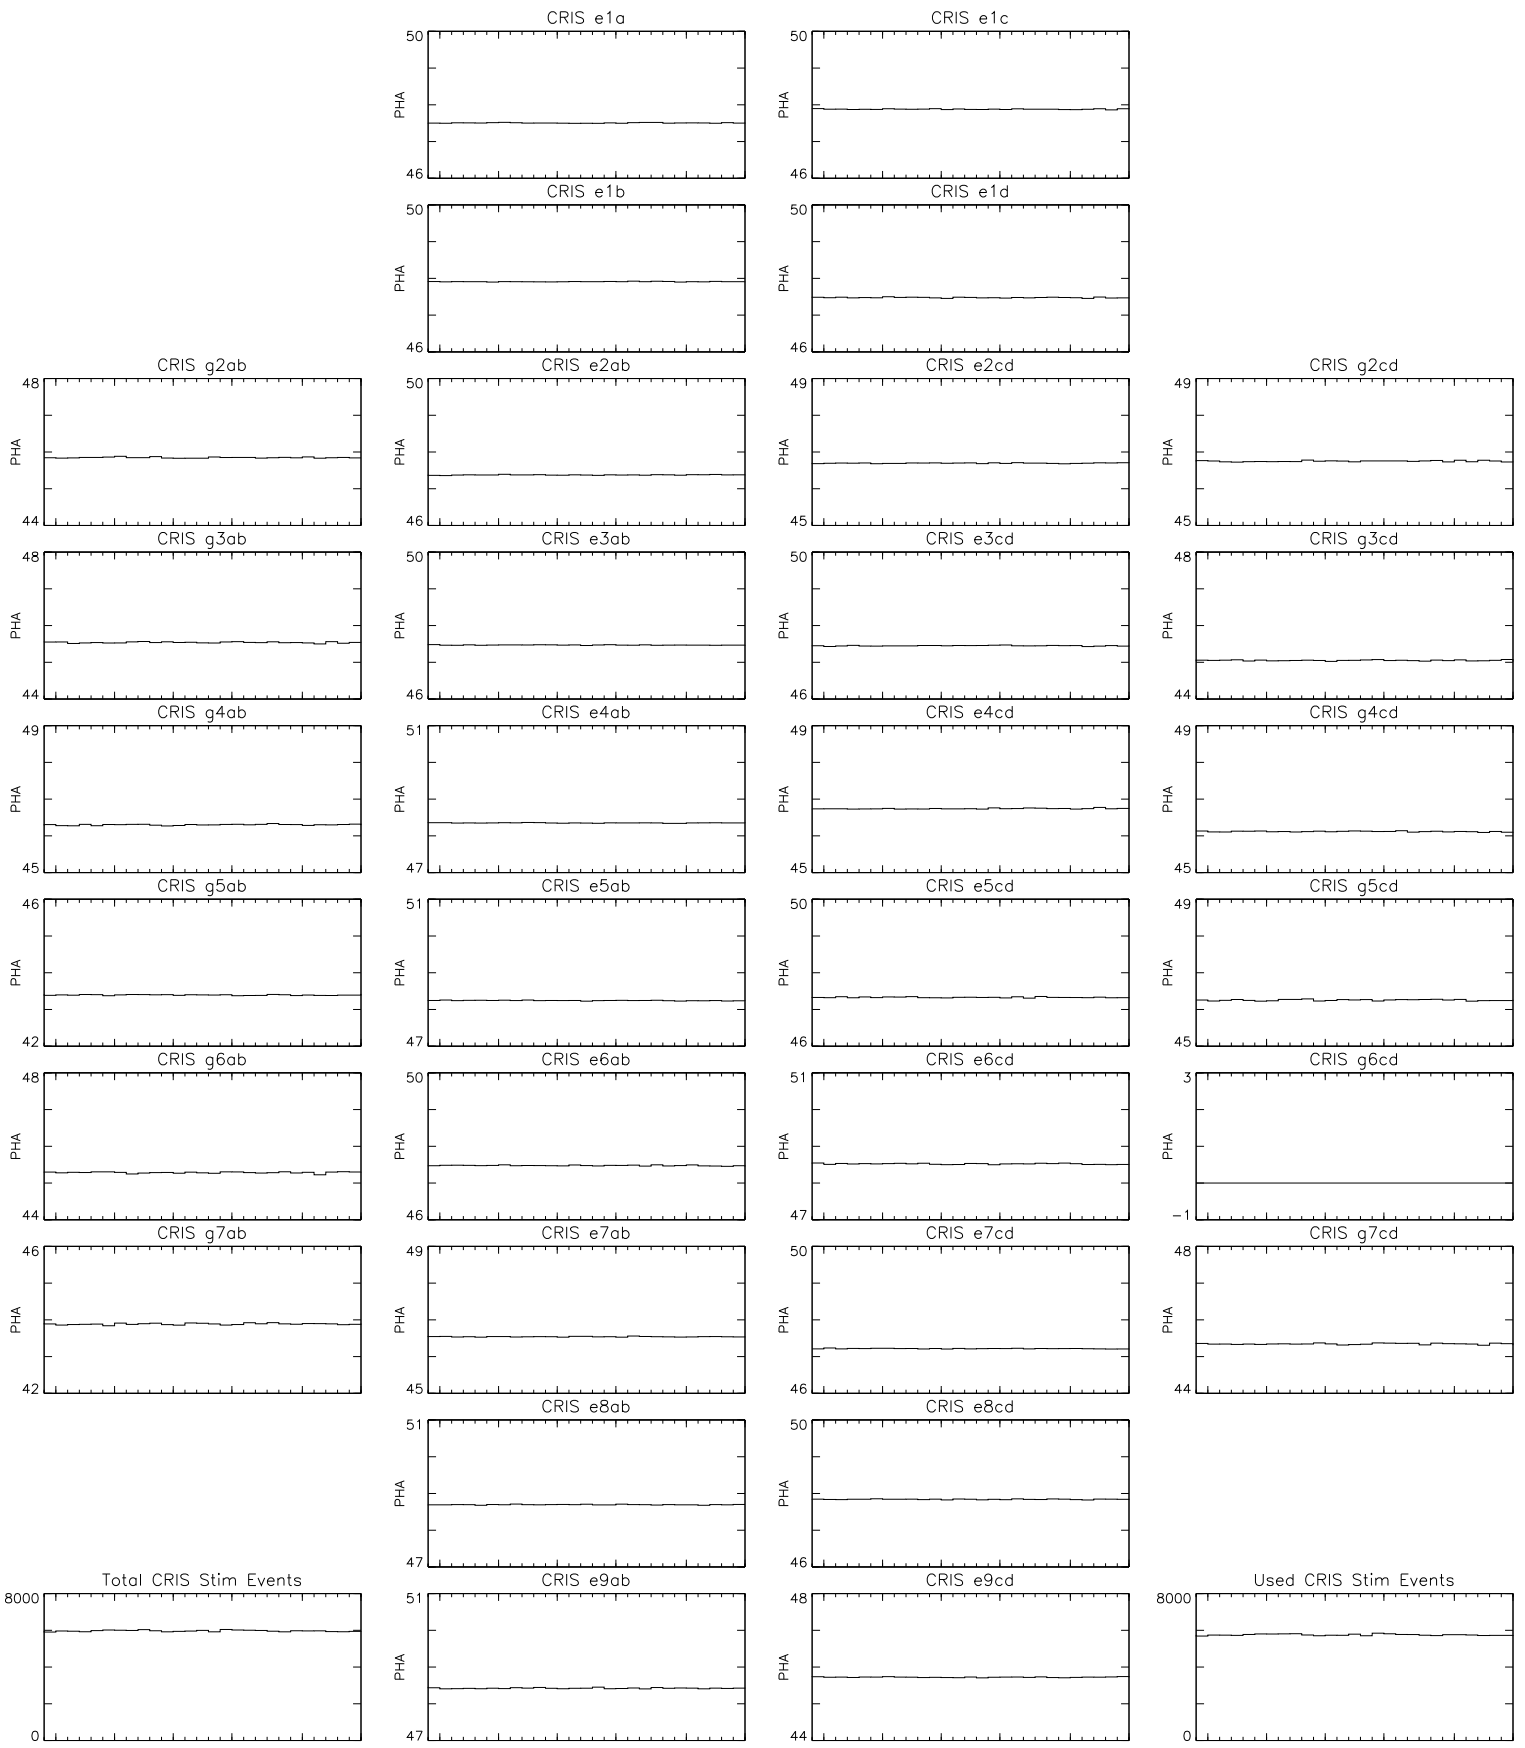 CRIS e1a
CRIS e1c
50
PHA
46
50
PHA
46
CRIS e1b
CRIS e1d
50
PHA
46
50
PHA
46
CRIS g2ab
CRIS e2ab
CRIS e2cd
CRIS g2cd
48
PHA
44
50
PHA
46
49
PHA
45
49
PHA
45
CRIS g3ab
CRIS e3ab
CRIS e3cd
CRIS g3cd
48
PHA
44
50
PHA
46
50
PHA
46
48
PHA
44
CRIS g4ab
CRIS e4ab
CRIS e4cd
CRIS g4cd
49
PHA
45
51
PHA
47
49
PHA
45
49
PHA
45
CRIS g5ab
CRIS e5ab
CRIS e5cd
CRIS g5cd
46
PHA
42
51
PHA
47
50
PHA
46
49
PHA
45
CRIS g6ab
CRIS e6ab
CRIS e6cd
CRIS g6cd
48
PHA
44
50
PHA
46
51
PHA
47
3
PHA
-1
CRIS g7ab
CRIS e7ab
CRIS e7cd
CRIS g7cd
46
PHA
42
49
PHA
45
50
PHA
46
48
PHA
44
CRIS e8ab
CRIS e8cd
51
PHA
47
50
PHA
46
Total CRIS Stim Events
CRIS e9ab
CRIS e9cd
Used CRIS Stim Events
8000
0
51
PHA
47
48
PHA
44
8000
0